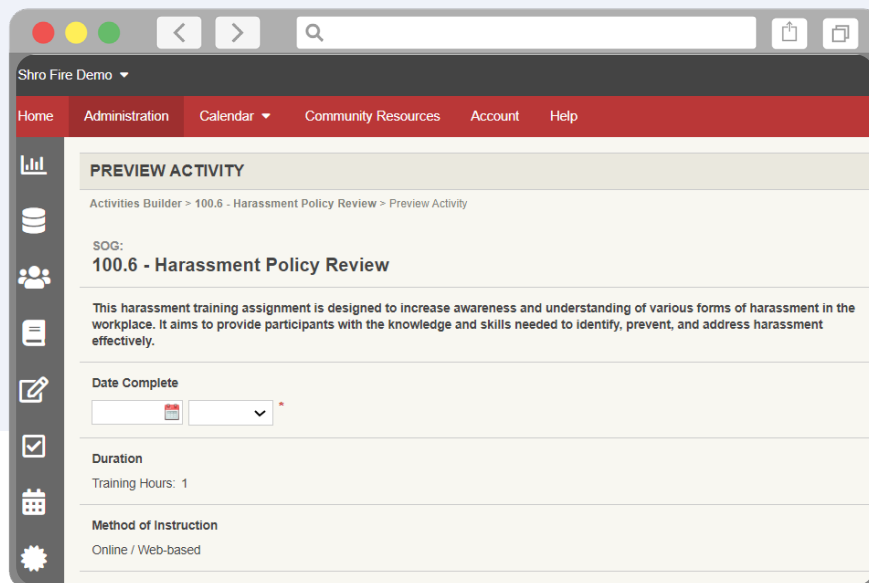 Shro Fire Demo
Home Administration Calendar Community Resources Account Help
PREVIEW ACTIVITY
Activities Builder > 100.6 - Harassment Policy Review > Preview Activity
SOG:
100.6 - Harassment Policy Review
This harassment training assignment is designed to increase awareness and understanding of various forms of harassment in the
workplace. It aims to provide participants with the knowledge and skills needed to identify, prevent, and address harassment
effectively.
Date Complete
*
Duration
Training Hours: 1
Method of Instruction
Online / Web-based